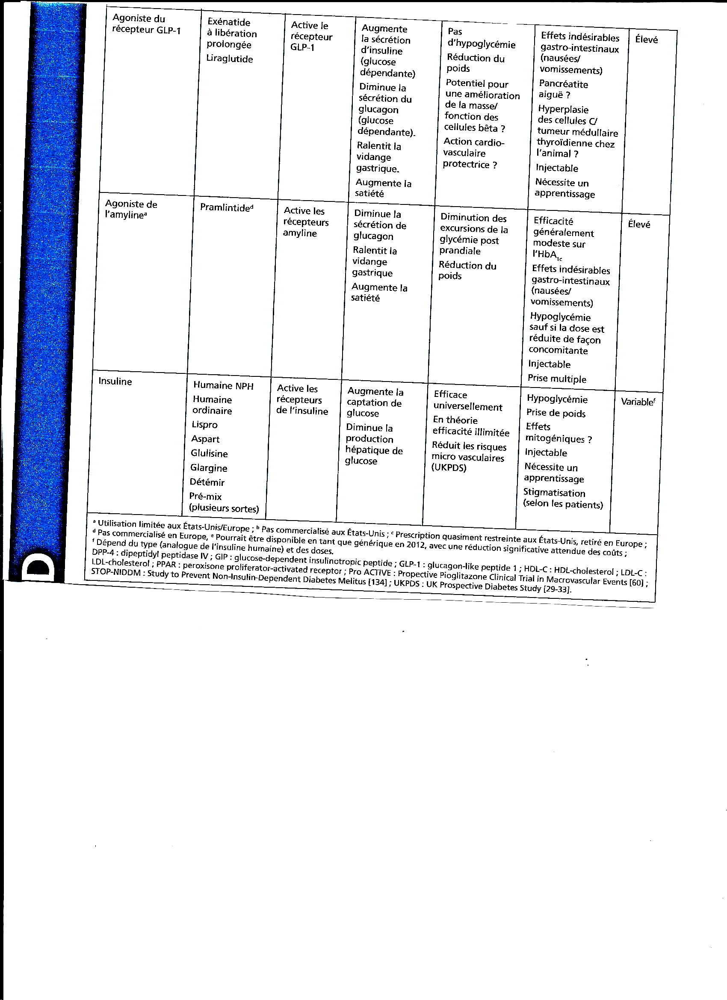 Agoniste du
récepteur GLP-1
Exénatide
à libération
prolongée
Liraglutide
Active le
récepteur
GLP-1
Augmente
la sécrétion
d'insuline
(glucose
dépendante)
Diminue la
sécrétion du
glucagon
(glucose
dépendante).
Ralentit la
vidange
gastrique.
Augmente la
satiété
Pas
d'hypoglycémie
Réduction du
poids
Potentiel pour
une amélioration
de la masse/
fonction des
cellules bêta ?
Action cardio-
vasculaire
protectrice ?
Effets indésirables
gastro-intestinaux
(nausées/
vomissements)
Pancréatite
aiguë ?
Hyperplasie
des cellules C/
tumeur médullaire
thyroïdienne chez
l'animal ?
Injectable
Nécessite un
apprentissage
Élevé
Agoniste de
l'amylineᵃ
Pramlintideᵈ
Active les
récepteurs
amyline
Diminue la
sécrétion de
glucagon
Ralentit la
vidange
gastrique
Augmente la
satiété
Diminution des
excursions de la
glycémie post
prandiale
Réduction du
poids
Efficacité
généralement
modeste sur
l'HbA1c
Effets indésirables
gastro-intestinaux
(nausées/
vomissements)
Hypoglycémie
sauf si la dose est
réduite de façon
concomitante
Injectable
Prise multiple
Élevé
Insuline
Humaine NPH
Humaine
ordinaire
Lispro
Aspart
Glulisine
Glargine
Détémir
Pré-mix
(plusieurs sortes)
Active les
récepteurs
de l'insuline
Augmente la
captation de
glucose
Diminue la
production
hépatique de
glucose
Efficace
universellement
En théorie
efficacité illimitée
Réduit les risques
micro vasculaires
(UKPDS)
Hypoglycémie
Prise de poids
Effets
mitogéniques ?
Injectable
Nécessite un
apprentissage
Stigmatisation
(selon les patients)
Variableᶠ
ᵃ Utilisation limitée aux États-Unis/Europe ; ᵇ Pas commercialisé aux États-Unis ; ᶜ Prescription quasiment restreinte aux États-Unis, retiré en Europe ;
ᵈ Pas commercialisé en Europe, ᵉ Pourrait être disponible en tant que générique en 2012, avec une réduction significative attendue des coûts ;
ᶠ Dépend du type (analogue de l'insuline humaine) et des doses.
DPP-4 : dipeptidyl peptidase IV ; GIP : glucose-dependent insulinotropic peptide ; GLP-1 : glucagon-like peptide 1 ; HDL-C : HDL-cholesterol ; LDL-C :
LDL-cholesterol ; PPAR : peroxisone proliferator-activated receptor ; Pro ACTIVE : Propective Pioglitazone Clinical Trial in Macrovascular Events [60] ;
STOP-NIDDM : Study to Prevent Non-Insulin-Dependent Diabetes Melitus [134] ; UKPDS : UK Prospective Diabetes Study [29-33].
D